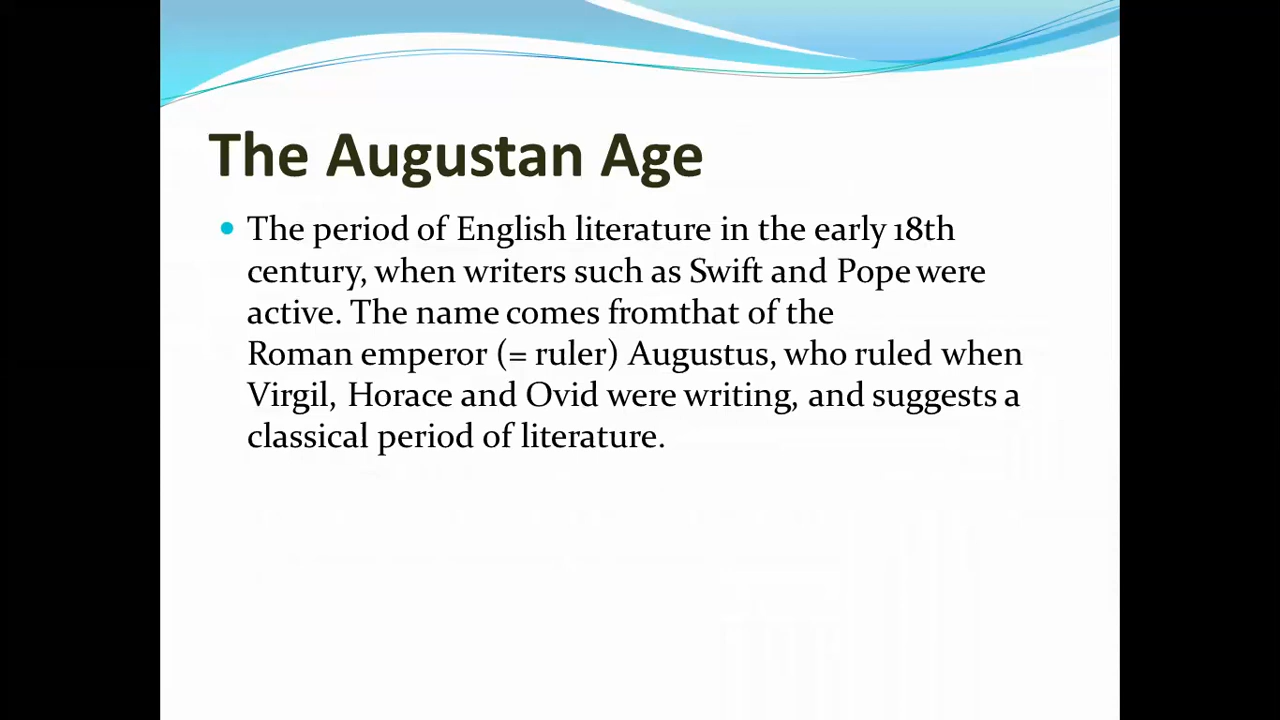 The Augustan Age
• The period of English literature in the early 18th
century, when writers such as Swift and Pope were
active. The name comes fromthat of the
Roman emperor (= ruler) Augustus, who ruled when
Virgil, Horace and Ovid were writing, and suggests a
classical period of literature.